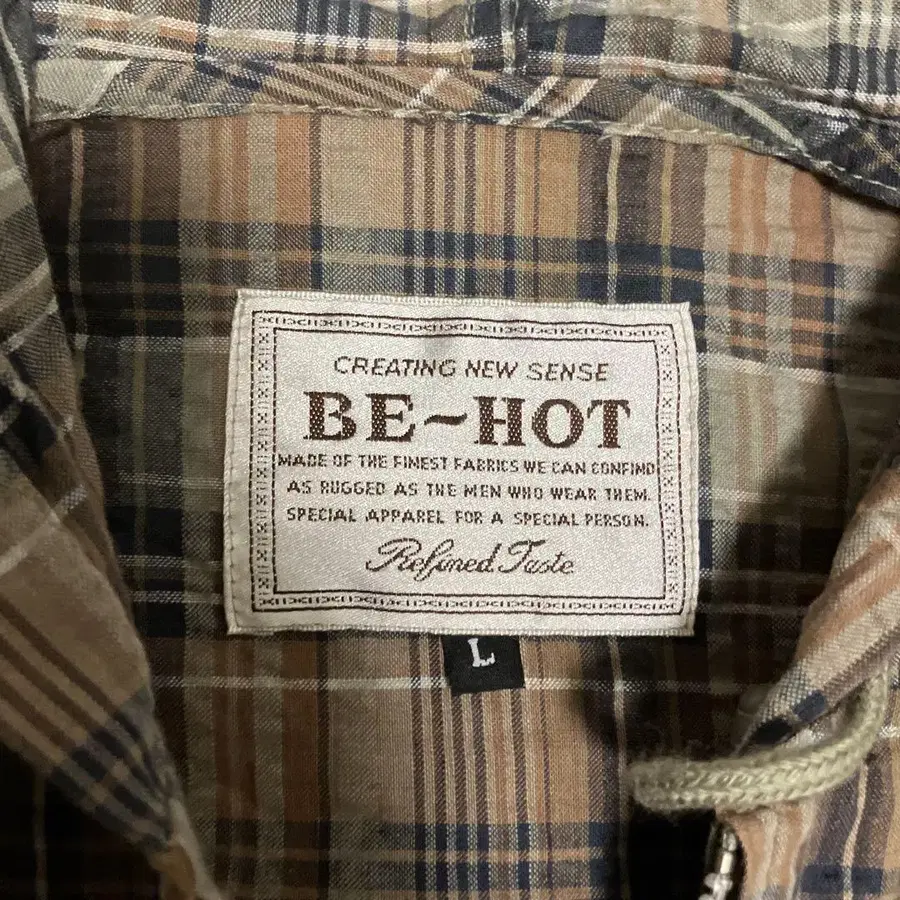 CREATING NEW SENSE
BE~HOT
MADE OF THE FINEST FABRICS WE CAN CONFIND
AS RUGGED AS THE MEN WHO WEAR THEM.
SPECIAL APPAREL FOR A SPECIAL PERSON.
Refined Taste
L